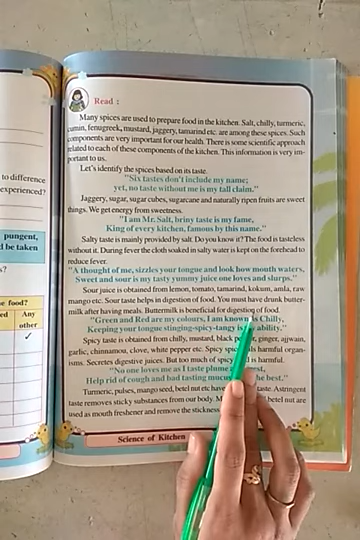 to difference
experienced?
pungent,
d be taken
s?
e food?
ed Any
other
Read :
Many spices are used to prepare food in the kitchen. Salt, chilly, turmeric,
cumin, fenugreek, mustard, jaggery, tamarind etc. are among these spices. Such
components are very important for our health. There is some scientific approach
related to each of these components of the kitchen. This information is very im-
portant to us.
Let's identify the spices based on its taste.
"Six tastes don't include my name;
yet, no taste without me is my tall claim."
Jaggery, sugar, sugar cubes, sugarcane and naturally ripen fruits are sweet
things. We get energy from sweetness.
"I am Mr. Salt, briny taste is my fame,
King of every kitchen, famous by this name."
Salty taste is mainly provided by salt. Do you know it? The food is tasteless
without it. During fever the cloth soaked in salty water is kept on the forehead to
reduce fever.
"A thought of me, sizzles your tongue and look how mouth waters,
Sweet and sour is my tasty yummy juice one loves and slurps."
Sour juice is obtained from lemon, tomato, tamarind, kokum, amla, raw
mango etc. Sour taste helps in digestion of food. You must have drunk butter-
milk after having meals. Buttermilk is beneficial for digestion of food.
"Green and Red are my colours, I am known as Chilly,
Keeping your tongue stinging-spicy-tangy is ability."
Spicy taste is obtained from chilly, mustard, black ginger, ajjwain,
garlic, chinnamon, clove, white pepper etc. Spicy harmful organ-
isms. Secretes digestive juices. But too much of spicy is harmful.
"No one loves me as I taste
Help rid of cough and had tasting the best."
Turmeric, pulses, mango seed, betel nut etc have taste. Astringent
taste removes sticky substances from our body. betel nut are
used as mouth freshener and remove the stickness
Science of Kitchen